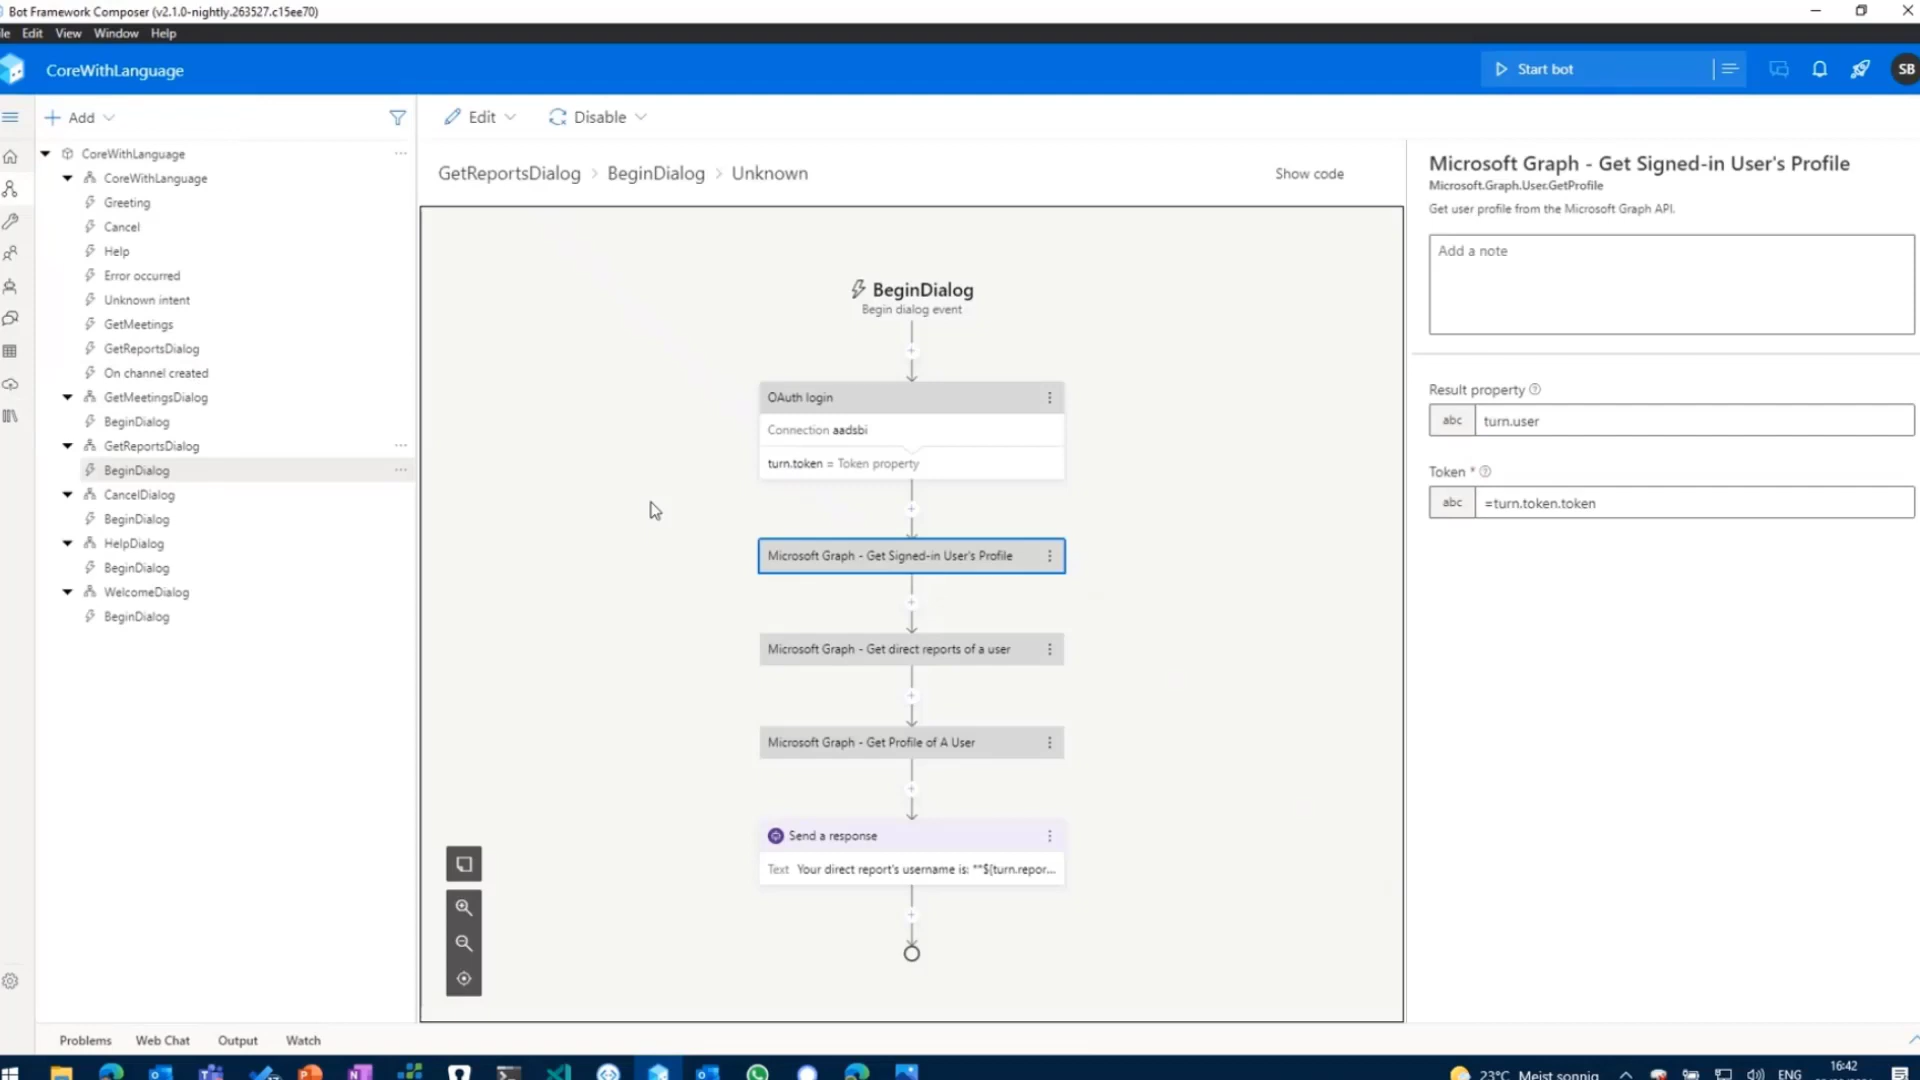 Bot Framework Composer (v2.1.0-nightly.263527.c15ee70)
le Edit View Window Help
CoreWithLanguage
Start bot
SB
Add
Edit
Disable
CoreWithLanguage
CoreWithLanguage
Greeting
Cancel
Help
Error occurred
Unknown intent
GetMeetings
GetReportsDialog
On channel created
GetMeetingsDialog
BeginDialog
GetReportsDialog
BeginDialog
CancelDialog
BeginDialog
HelpDialog
BeginDialog
WelcomeDialog
BeginDialog
GetReportsDialog > BeginDialog > Unknown
Show code
BeginDialog
Begin dialog event
OAuth login
Connection aadsbi
turn.token = Token property
Microsoft Graph - Get Signed-in User's Profile
Microsoft Graph - Get direct reports of a user
Microsoft Graph - Get Profile of A User
Send a response
Text Your direct report's username is: **${turn.repor...
Microsoft Graph - Get Signed-in User's Profile
Microsoft.Graph.User.GetProfile
Get user profile from the Microsoft Graph API.
Add a note
Result property
abc turn.user
Token *
abc =turn.token.token
Problems Web Chat Output Watch
23°C Meist sonnig
ENG
16:42